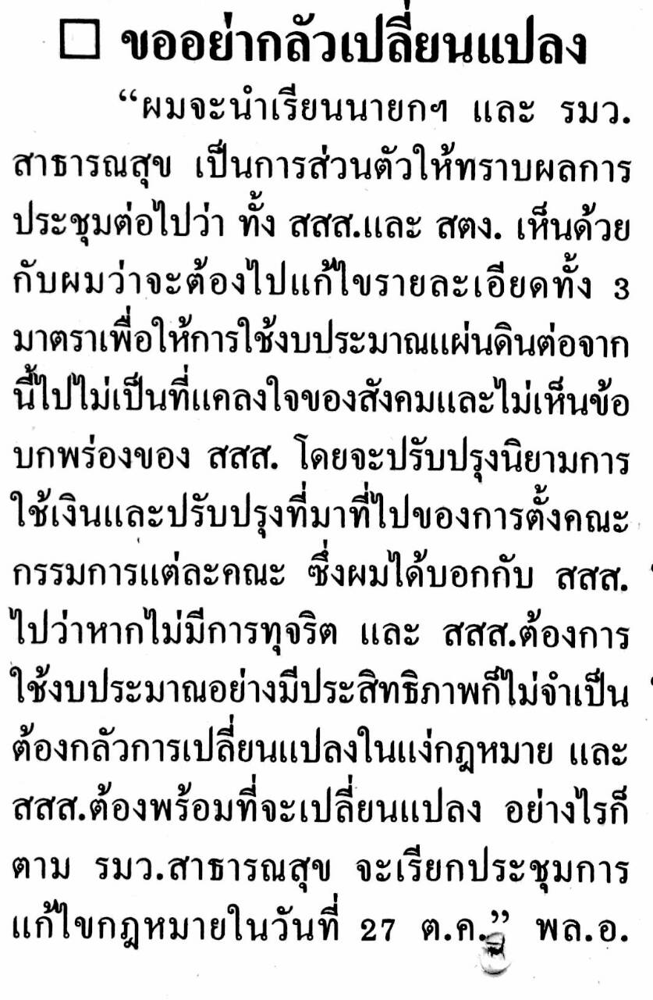 □ ขออย่ากลัวเปลี่ยนแปลง
“ผมจะนำเรียนนายกฯ และ รมว.
สาธารณสุข เป็นการส่วนตัวให้ทราบผลการ
ประชุมต่อไปว่า ทั้ง สสส.และ สตง. เห็นด้วย
กับผมว่าจะต้องไปแก้ไขรายละเอียดทั้ง 3
มาตราเพื่อให้การใช้งบประมาณแผ่นดินต่อจาก
นี้ไปไม่เป็นที่แคลงใจของสังคมและไม่เห็นข้อ
บกพร่องของ สสส. โดยจะปรับปรุงนิยามการ
ใช้เงินและปรับปรุงที่มาที่ไปของการตั้งคณะ
กรรมการแต่ละคณะ ซึ่งผมได้บอกกับ สสส.
ไปว่าหากไม่มีการทุจริต และ สสส.ต้องการ
ใช้งบประมาณอย่างมีประสิทธิภาพก็ไม่จำเป็น
ต้องกลัวการเปลี่ยนแปลงในแง่กฎหมาย และ
สสส.ต้องพร้อมที่จะเปลี่ยนแปลง อย่างไรก็
ตาม รมว.สาธารณสุข จะเรียกประชุมการ
แก้ไขกฎหมายในวันที่ 27 ต.ค.” พล.อ.